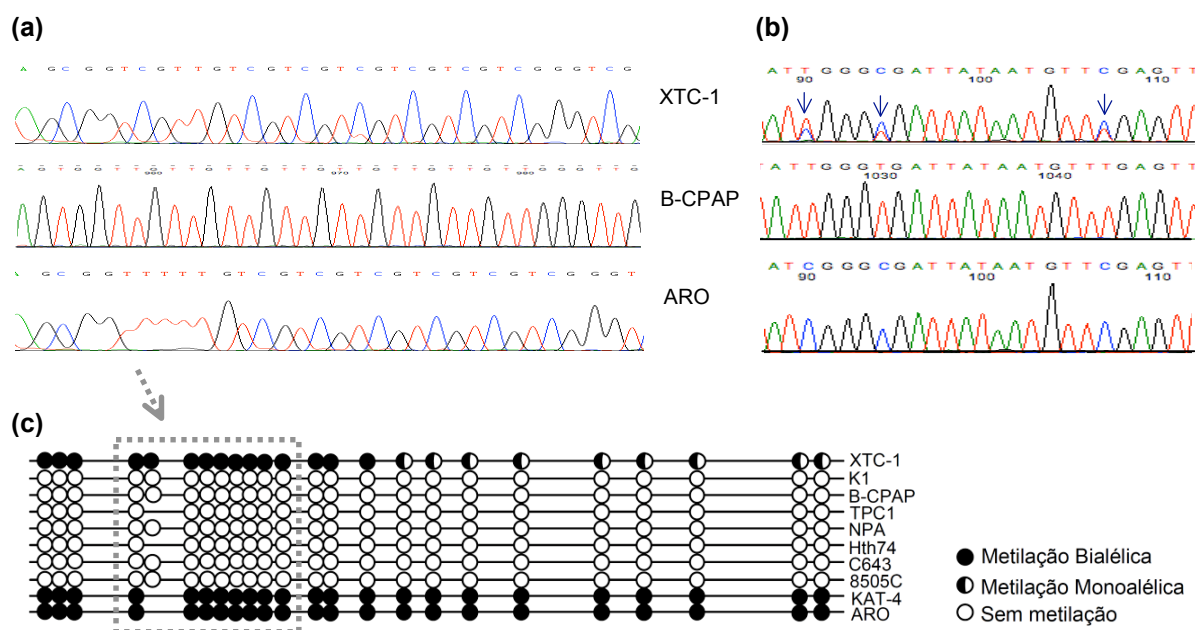 (a)
(b)
A G C G G T C G T T G T C G T C G T C G T C G T C G T C G G G T C G
XTC-1
A T T G G G C G A T T A T A A T G T T C G A G T T
90 100 110
B-CPAP
T A T T G G G T G A T T A T A A T G T T T G A G T T
1030 1040
A G C G G T T T T T G T C G T C G T C G T C G T C G G G T
ARO
A T C G G G C G A T T A T A A T G T T C G A G T T
90 100 110
(c)
XTC-1
K1
B-CPAP
TPC1
NPA
Hth74
C643
8505C
KAT-4
ARO
Metilação Bialélica
Metilação Monoalélica
Sem metilação